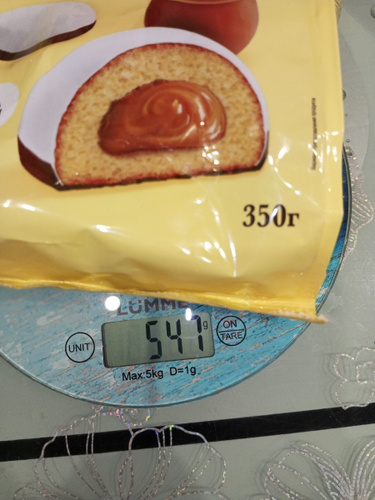 350г
LUMME
UNIT
541g
ON
TARE
Max:5kg D=1g